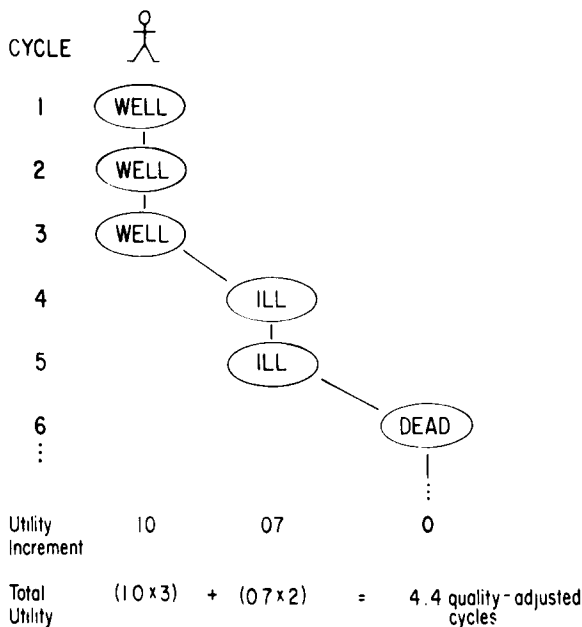 CYCLE
1 WELL
2 WELL
3 WELL
4 ILL
5 ILL
6 DEAD
⋮
⋮
Utility Increment 10 07 0
Total Utility (10 x 3) + (07 x 2) = 4.4 quality-adjusted cycles